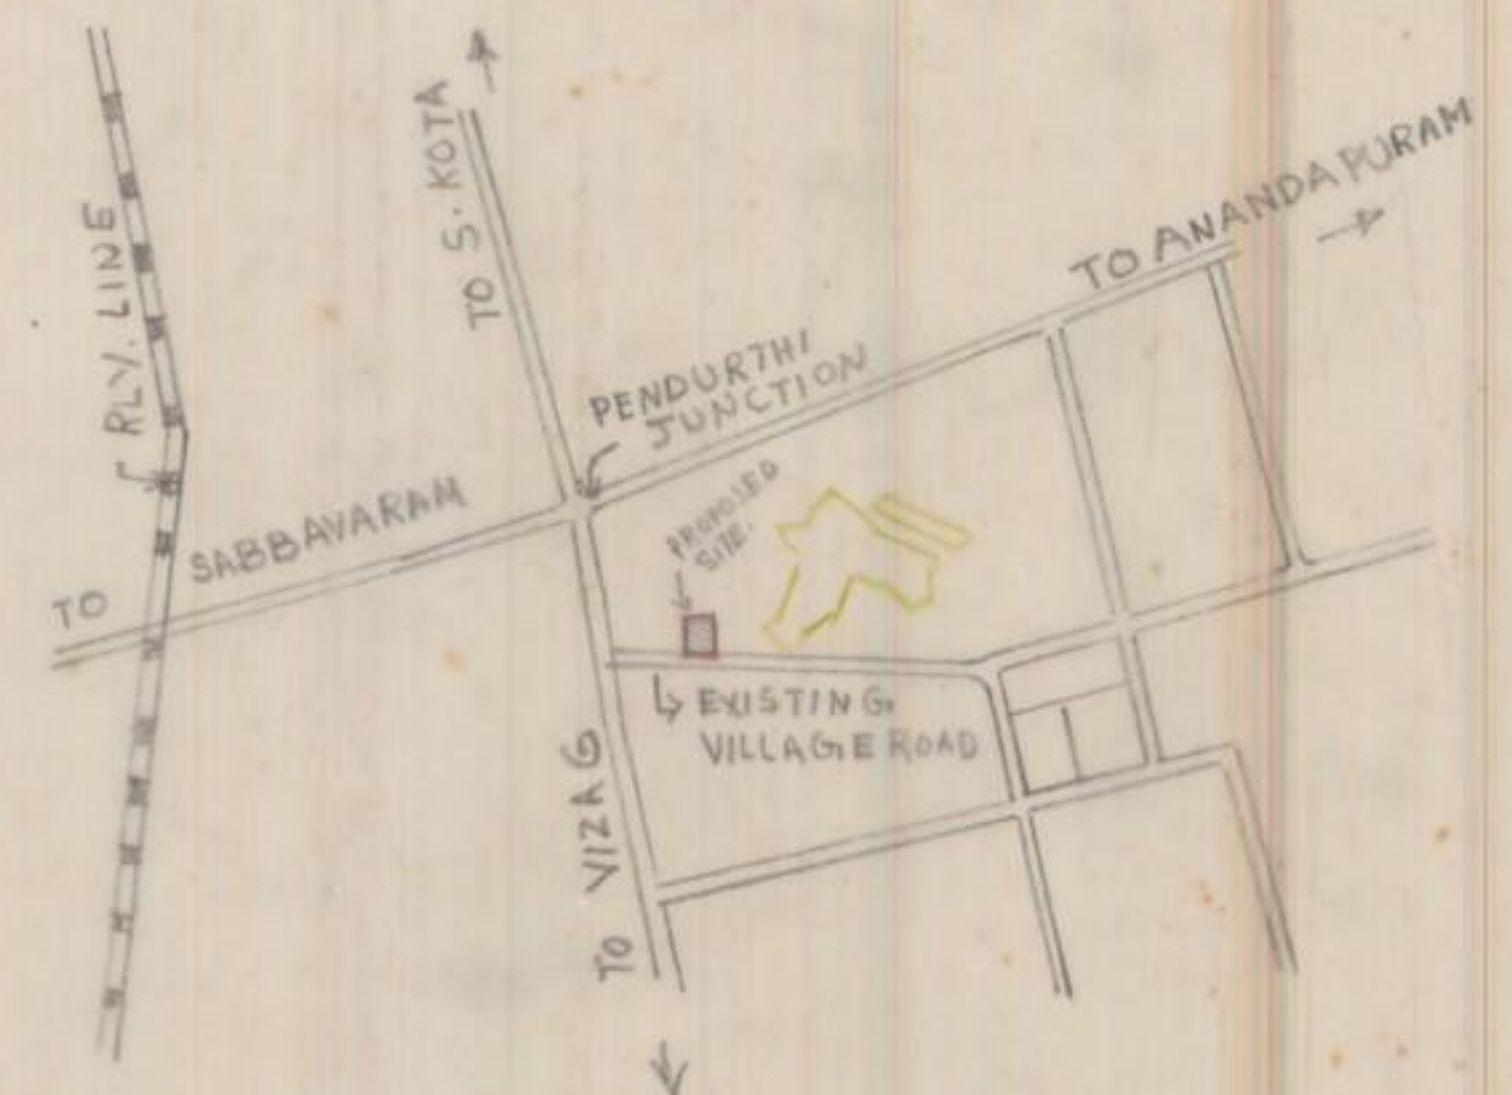 TO S. KOTA
RLY. LINE
TO ANANDAPURAM
PENDURTHI
JUNCTION
TO SABBAVARAM
PROPOSED
SITE.
EXISTING
VILLAGE ROAD
TO VIZAG